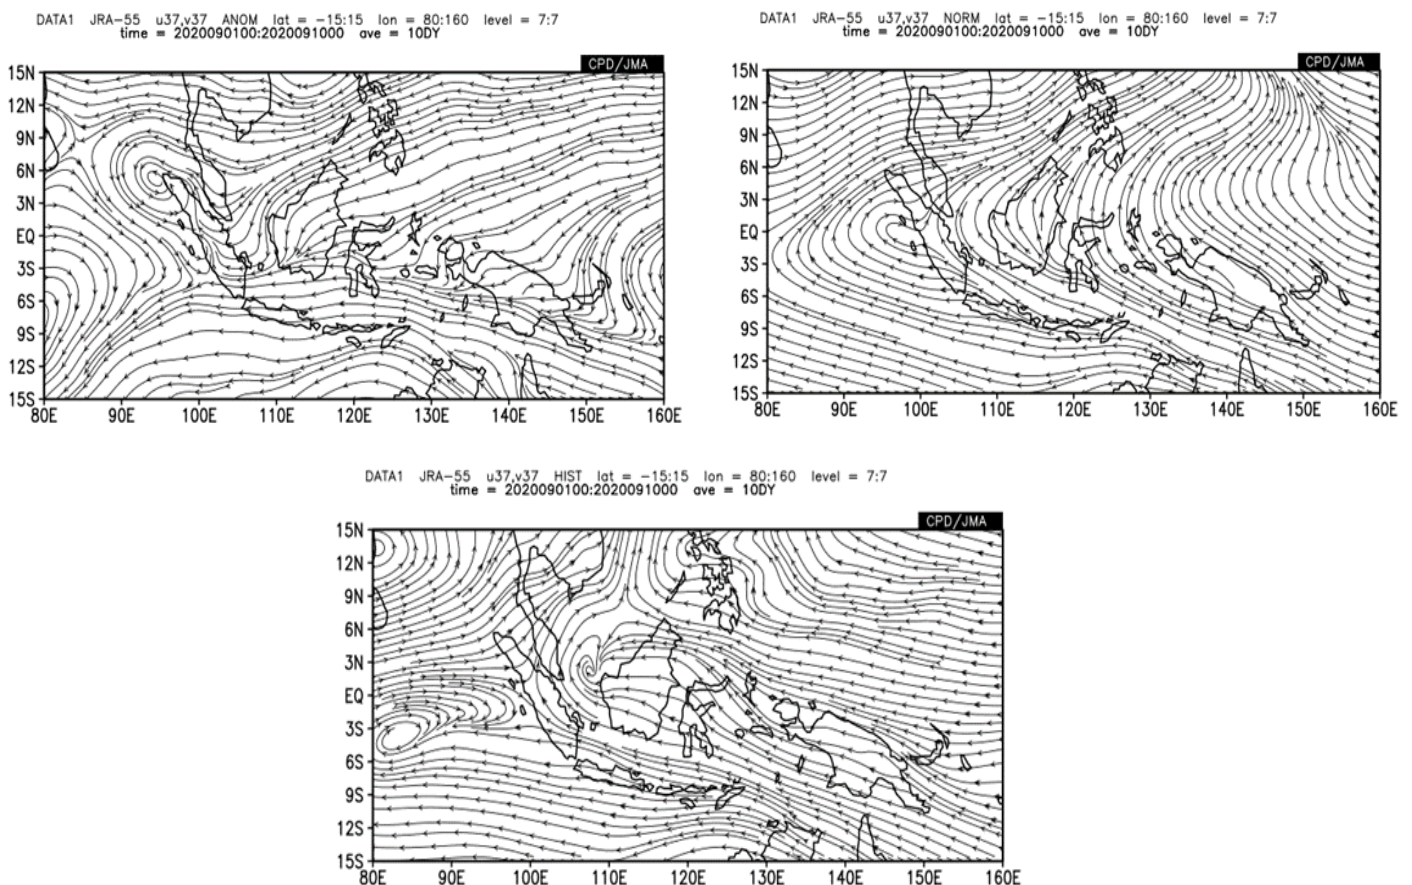 DATA1 JRA-55 u37,v37 ANOM lat = -15:15 lon = 80:160 level = 7:7
time = 2020090100:2020091000 ave = 10DY
CPD/JMA
15N
12N
9N
6N
3N
EQ
3S
6S
9S
12S
15S
80E 90E 100E 110E 120E 130E 140E 150E 160E
DATA1 JRA-55 u37,v37 NORM lat = -15:15 lon = 80:160 level = 7:7
time = 2020090100:2020091000 ave = 10DY
CPD/JMA
15N
12N
9N
6N
3N
EQ
3S
6S
9S
12S
15S
80E 90E 100E 110E 120E 130E 140E 150E 160E
DATA1 JRA-55 u37,v37 HIST lat = -15:15 lon = 80:160 level = 7:7
time = 2020090100:2020091000 ave = 10DY
CPD/JMA
15N
12N
9N
6N
3N
EQ
3S
6S
9S
12S
15S
80E 90E 100E 110E 120E 130E 140E 150E 160E